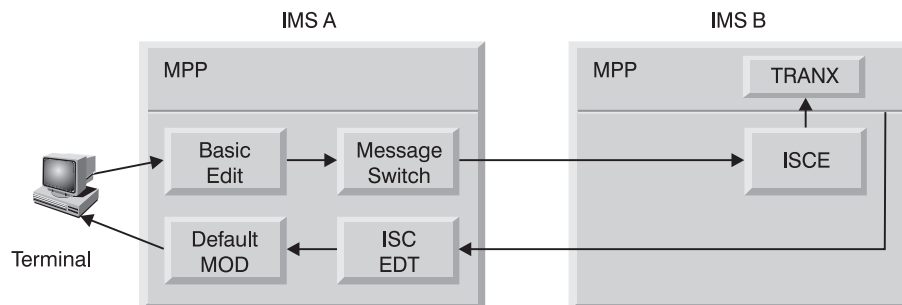 IMS A
IMS B
MPP
MPP
TRANX
Basic
Edit
Message
Switch
ISCE
Terminal
Default
MOD
ISC
EDT